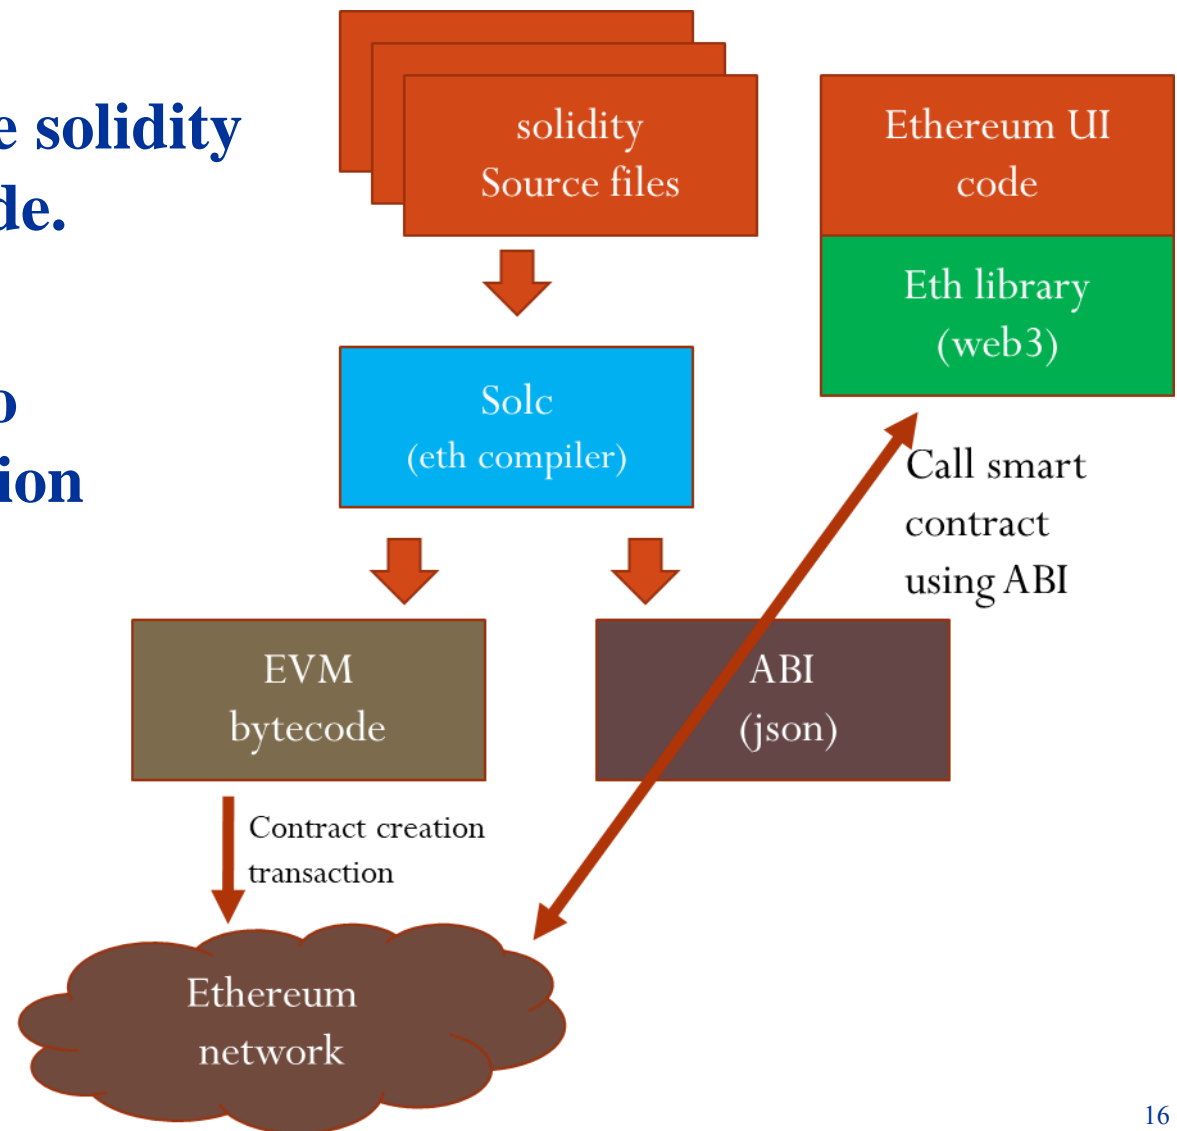 e solidity
de.
o
ion
solidity
Source files
Ethereum UI
code
Eth library
(web3)
Solc
(eth compiler)
Call smart
contract
using ABI
EVM
bytecode
ABI
(json)
Contract creation
transaction
Ethereum
network
16